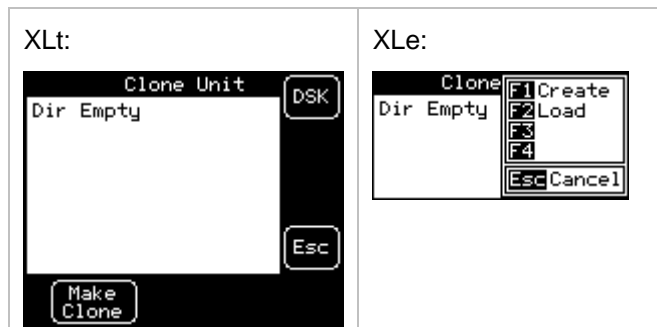 XLt:
Clone Unit
Dir Empty
DSK
Esc
Make
Clone
XLe:
Clone
Dir Empty
F1 Create
F2 Load
F3
F4
Esc Cancel